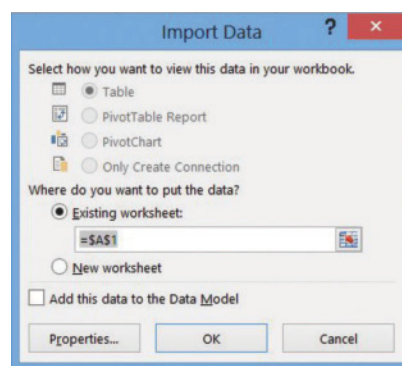 Import Data ? ×
Select how you want to view this data in your workbook.
Table
PivotTable Report
PivotChart
Only Create Connection
Where do you want to put the data?
Existing worksheet:
=$A$1
New worksheet
Add this data to the Data Model
Properties... OK Cancel